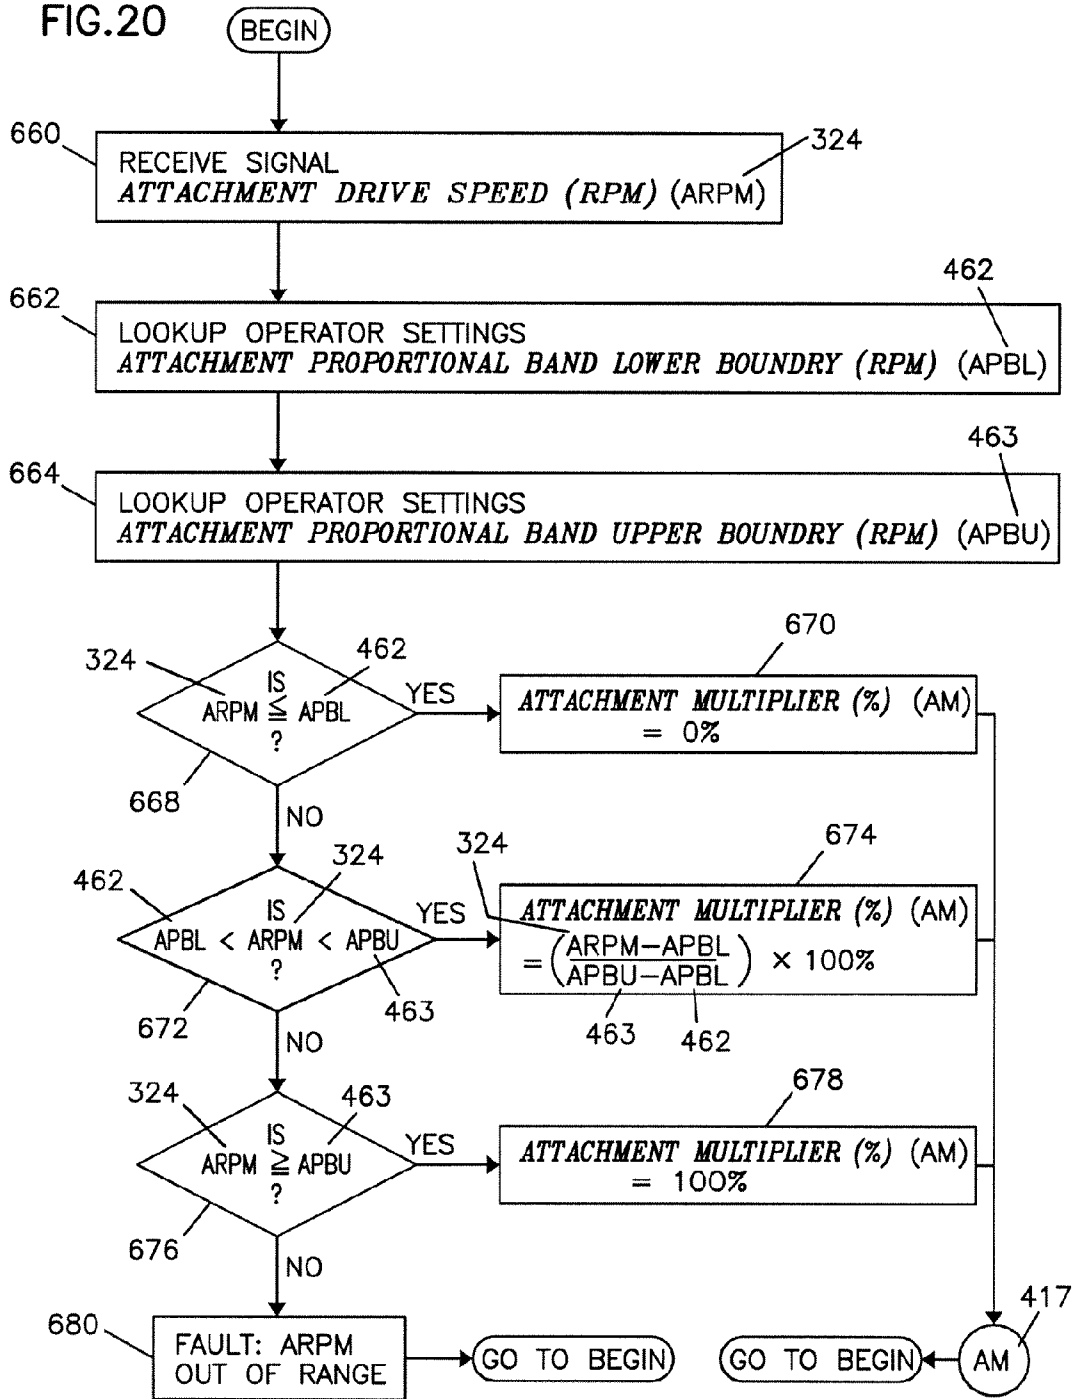 FIG.20
BEGIN
660
324
RECEIVE SIGNAL
ATTACHMENT DRIVE SPEED (RPM) (ARPM)
662
462
LOOKUP OPERATOR SETTINGS
ATTACHMENT PROPORTIONAL BAND LOWER BOUNDRY (RPM) (APBL)
664
463
LOOKUP OPERATOR SETTINGS
ATTACHMENT PROPORTIONAL BAND UPPER BOUNDRY (RPM) (APBU)
324
462
IS
ARPM ≦ APBL
?
YES
668
NO
670
ATTACHMENT MULTIPLIER (%) (AM)
= 0%
462
324
IS
APBL < ARPM < APBU
?
YES
463
672
NO
324
674
ATTACHMENT MULTIPLIER (%) (AM)
= (ARPM-APBL
APBU-APBL) × 100%
463
462
324
463
IS
ARPM ≧ APBU
?
YES
676
NO
678
ATTACHMENT MULTIPLIER (%) (AM)
= 100%
680
FAULT: ARPM
OUT OF RANGE
GO TO BEGIN
GO TO BEGIN
AM
417